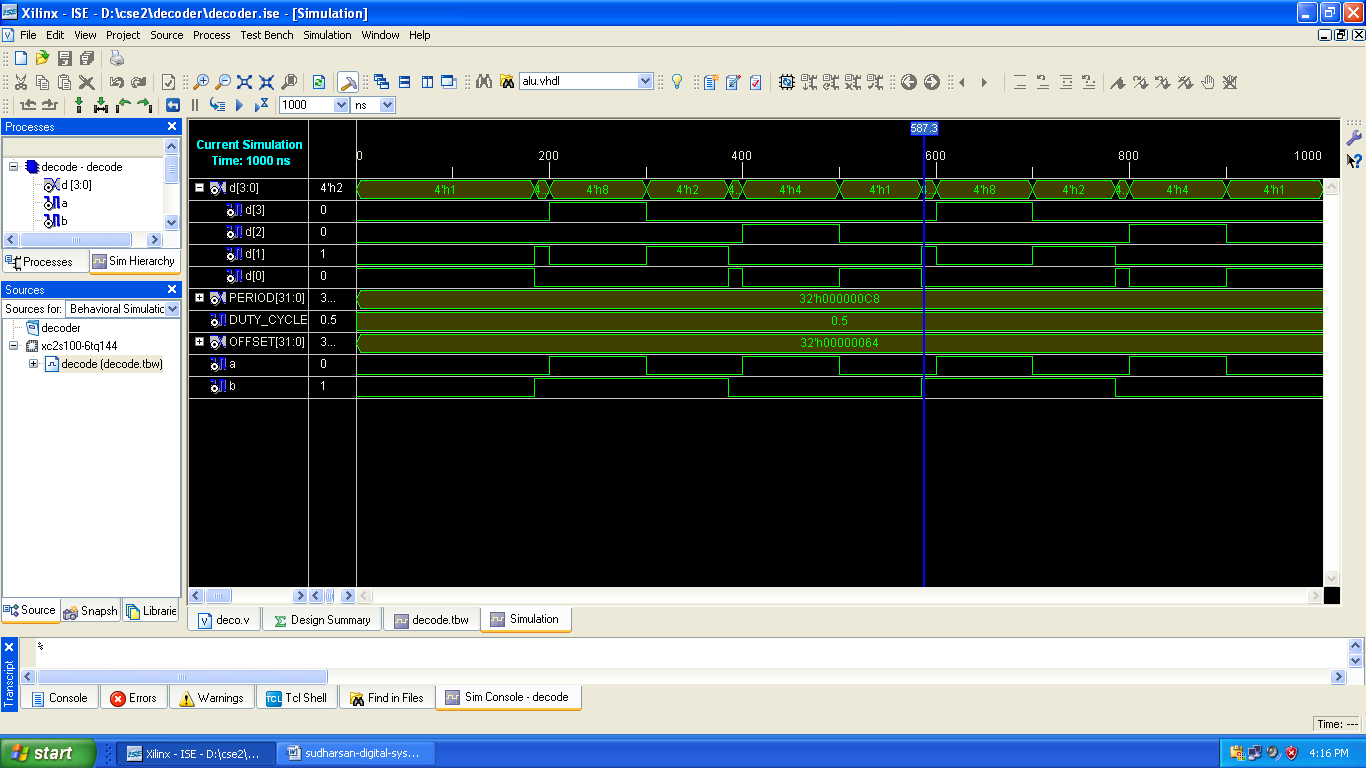 Xilinx - ISE - D:\cse2\decoder\decoder.ise - [Simulation]
File Edit View Project Source Process Test Bench Simulation Window Help
alu.vhdl
1000 ns
Processes
decode - decode
d [3:0]
a
b
Processes Sim Hierarchy
Sources
Sources for: Behavioral Simulatic
decoder
xc2s100-6tq144
decode (decode.tbw)
Source Snapsh Librarie
587.3
Current Simulation
Time: 1000 ns
0 200 400 600 800 1000
d[3:0] 4'h2 4'h1 4... 4'h8 4'h2 4... 4'h4 4'h1 4... 4'h8 4'h2 4... 4'h4 4'h1
d[3] 0
d[2] 0
d[1] 1
d[0] 0
PERIOD[31:0] 3... 32'h000000C8
DUTY_CYCLE 0.5 0.5
OFFSET[31:0] 3... 32'h00000064
a 0
b 1
deco.v Design Summary decode.tbw Simulation
Transcript
%
Console Errors Warnings TCL Tcl Shell Find in Files Sim Console - decode
Time: ---
start ISE Xilinx - ISE - D:\cse2\... sudharsan-digital-sys... 4:16 PM